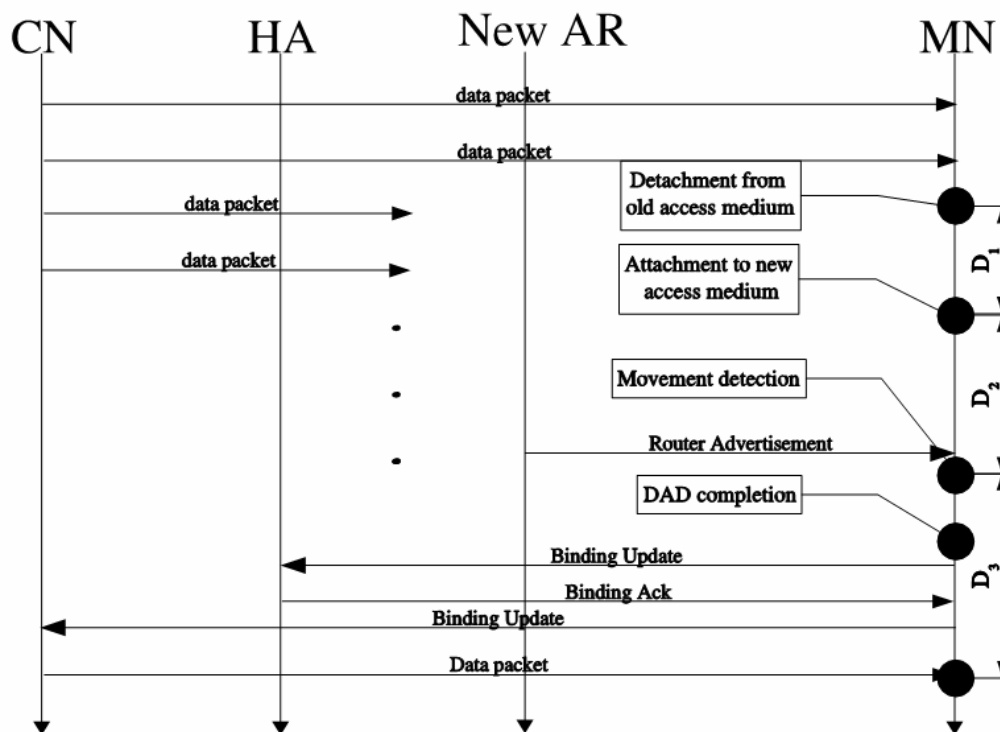 CN
HA
New AR
MN
data packet
data packet
Detachment from
old access medium
data packet
D1
data packet
Attachment to new
access medium
Movement detection
D2
Router Advertisement
DAD completion
Binding Update
D3
Binding Ack
Binding Update
Data packet